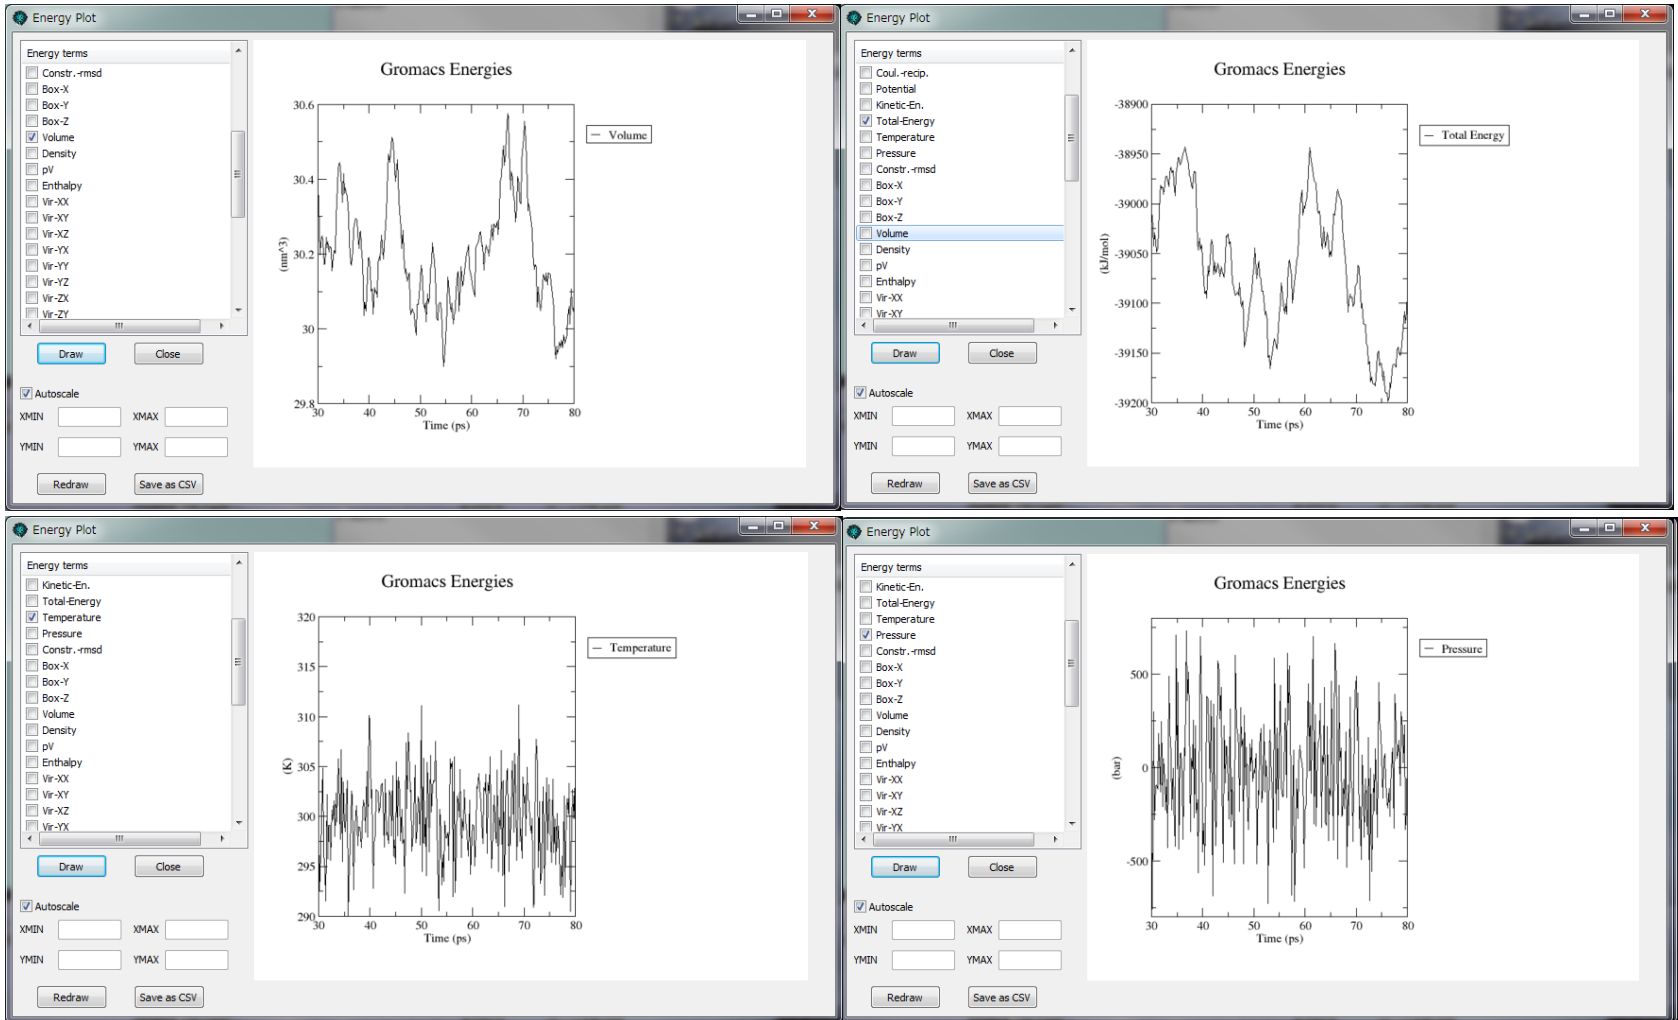 Energy Plot
Energy terms
Constr.-rmsd
Box-X
Box-Y
Box-Z
Volume
Density
pV
Enthalpy
Vir-XX
Vir-XY
Vir-XZ
Vir-YX
Vir-YY
Vir-YZ
Vir-ZX
Vir-ZY
Draw
Close
Autoscale
XMIN
XMAX
YMIN
YMAX
Redraw
Save as CSV
Gromacs Energies
Volume
30.6
30.4
30.2
30
29.8
(nm^3)
30 40 50 60 70 80
Time (ps)
Energy Plot
Energy terms
Coul.-recip.
Potential
Kinetic-En.
Total-Energy
Temperature
Pressure
Constr.-rmsd
Box-X
Box-Y
Box-Z
Volume
Density
pV
Enthalpy
Vir-XX
Vir-XY
Draw
Close
Autoscale
XMIN
XMAX
YMIN
YMAX
Redraw
Save as CSV
Gromacs Energies
Total Energy
-38900
-38950
-39000
-39050
-39100
-39150
-39200
(kJ/mol)
30 40 50 60 70 80
Time (ps)
Energy Plot
Energy terms
Kinetic-En.
Total-Energy
Temperature
Pressure
Constr.-rmsd
Box-X
Box-Y
Box-Z
Volume
Density
pV
Enthalpy
Vir-XX
Vir-XY
Vir-XZ
Vir-YX
Draw
Close
Autoscale
XMIN
XMAX
YMIN
YMAX
Redraw
Save as CSV
Gromacs Energies
Temperature
320
315
310
305
300
295
290
(K)
30 40 50 60 70 80
Time (ps)
Energy Plot
Energy terms
Kinetic-En.
Total-Energy
Temperature
Pressure
Constr.-rmsd
Box-X
Box-Y
Box-Z
Volume
Density
pV
Enthalpy
Vir-XX
Vir-XY
Vir-XZ
Vir-YX
Draw
Close
Autoscale
XMIN
XMAX
YMIN
YMAX
Redraw
Save as CSV
Gromacs Energies
Pressure
500
0
-500
(bar)
30 40 50 60 70 80
Time (ps)